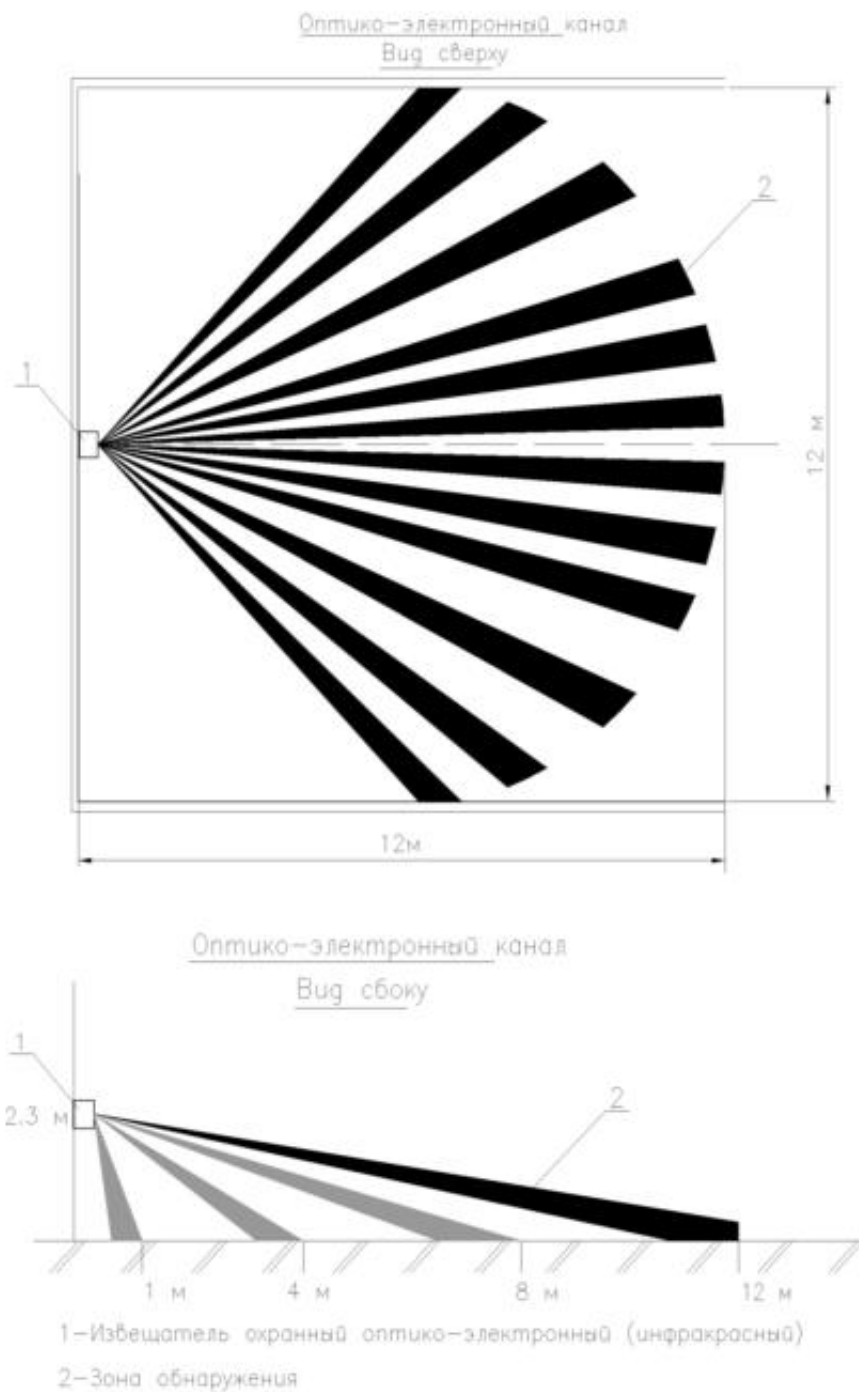 Оптико-электронный канал
Вид сверху
2
1
12 м
12м
Оптико-электронный канал
Вид сбоку
1
2
2.3 м
1 м 4 м 8 м 12 м
1-Извещатель охранный оптико-электронный (инфракрасный)
2-Зона обнаружения